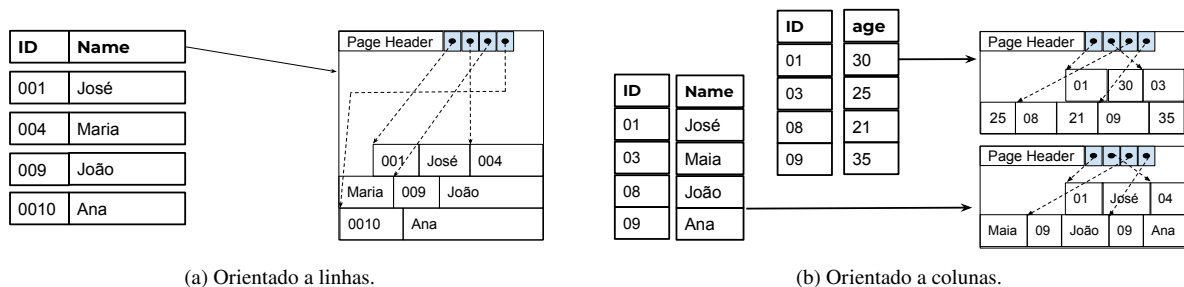 ID Name
001 José
004 Maria
009 João
0010 Ana
Page Header
001 José 004
Maria 009 João
0010 Ana
(a) Orientado a linhas.
ID Name
01 José
03 Maia
08 João
09 Ana
ID age
01 30
03 25
08 21
09 35
Page Header
01 30 03
25 08 21 09 35
Page Header
01 José 04
Maia 09 João 09 Ana
(b) Orientado a colunas.